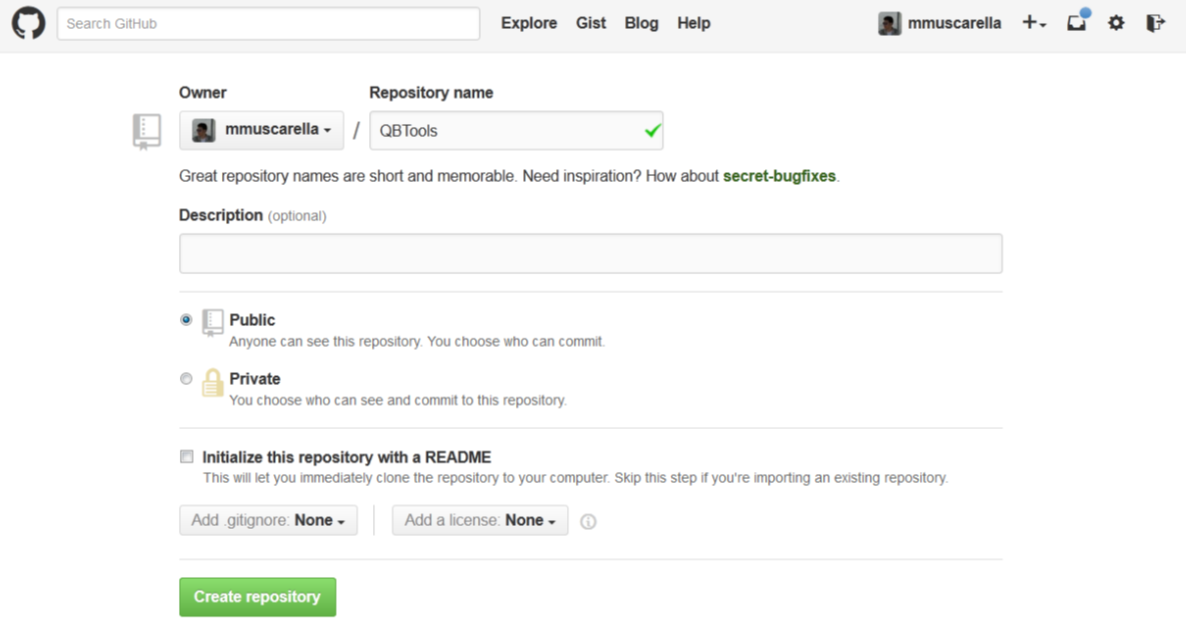 Search GitHub Explore Gist Blog Help mmuscarella
Owner Repository name
mmuscarella / QBTools
Great repository names are short and memorable. Need inspiration? How about secret-bugfixes.
Description (optional)
Public
Anyone can see this repository. You choose who can commit.
Private
You choose who can see and commit to this repository.
Initialize this repository with a README
This will let you immediately clone the repository to your computer. Skip this step if you're importing an existing repository.
Add .gitignore: None Add a license: None
Create repository